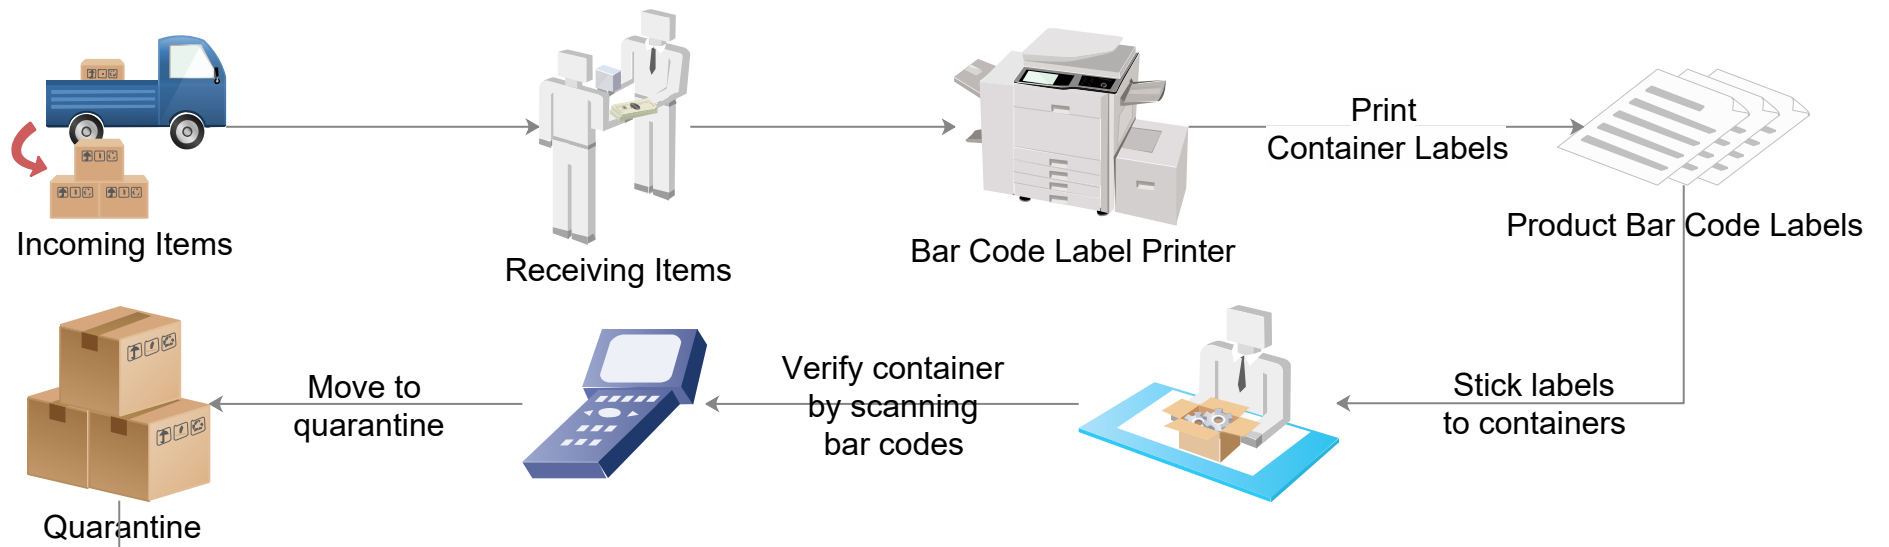 Incoming Items
Receiving Items
Bar Code Label Printer
Print
Container Labels
Product Bar Code Labels
Stick labels
to containers
Verify container
by scanning
bar codes
Move to
quarantine
Quarantine